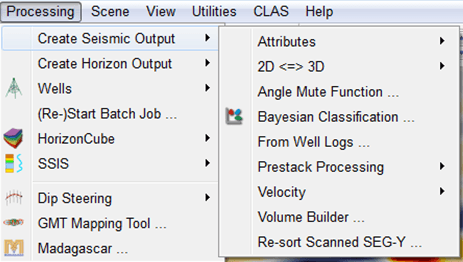 Processing Scene View Utilities CLAS Help
Create Seismic Output
Create Horizon Output
Wells
(Re-)Start Batch Job ...
HorizonCube
SSIS
Dip Steering
GMT Mapping Tool ...
Madagascar ...
Attributes
2D <=> 3D
Angle Mute Function ...
Bayesian Classification ...
From Well Logs ...
Prestack Processing
Velocity
Volume Builder ...
Re-sort Scanned SEG-Y ...